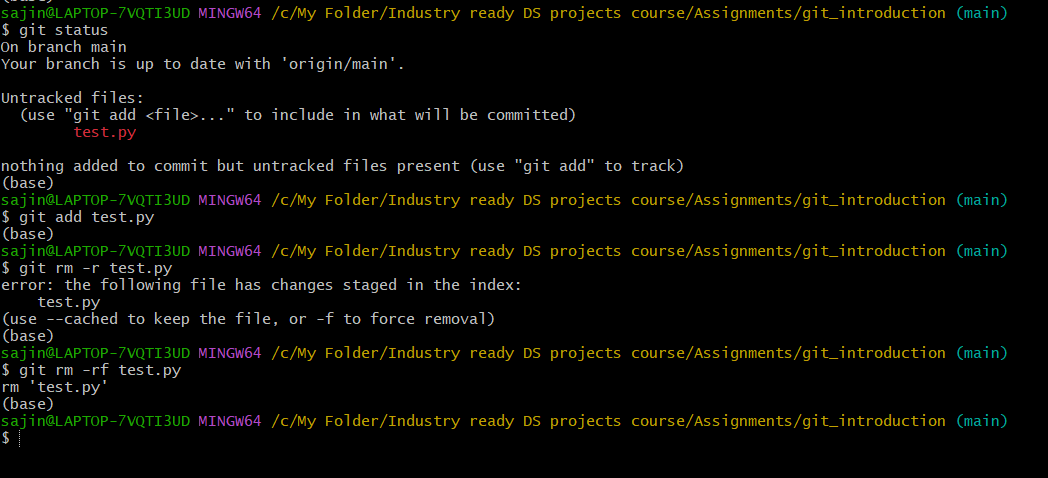 (base)
sajin@LAPTOP-7VQTI3UD MINGW64 /c/My Folder/Industry ready DS projects course/Assignments/git_introduction (main)
$ git status
On branch main
Your branch is up to date with 'origin/main'.

Untracked files:
  (use "git add <file>..." to include in what will be committed)
        test.py

nothing added to commit but untracked files present (use "git add" to track)
(base)
sajin@LAPTOP-7VQTI3UD MINGW64 /c/My Folder/Industry ready DS projects course/Assignments/git_introduction (main)
$ git add test.py
(base)
sajin@LAPTOP-7VQTI3UD MINGW64 /c/My Folder/Industry ready DS projects course/Assignments/git_introduction (main)
$ git rm -r test.py
error: the following file has changes staged in the index:
    test.py
(use --cached to keep the file, or -f to force removal)
(base)
sajin@LAPTOP-7VQTI3UD MINGW64 /c/My Folder/Industry ready DS projects course/Assignments/git_introduction (main)
$ git rm -rf test.py
rm 'test.py'
(base)
sajin@LAPTOP-7VQTI3UD MINGW64 /c/My Folder/Industry ready DS projects course/Assignments/git_introduction (main)
$